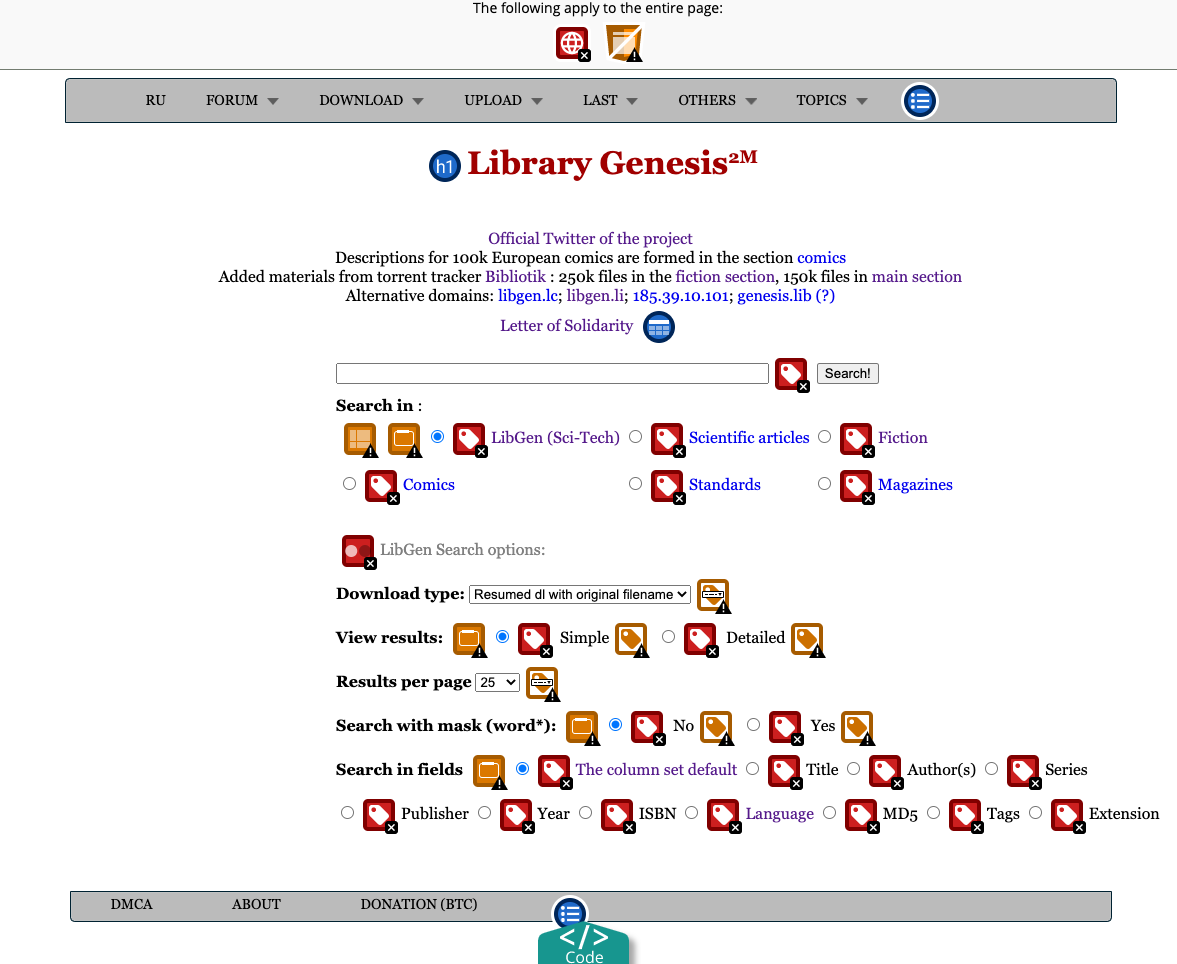 The following apply to the entire page:
RU FORUM DOWNLOAD UPLOAD LAST OTHERS TOPICS
h1 Library Genesis2M
Official Twitter of the project
Descriptions for 100k European comics are formed in the section comics
Added materials from torrent tracker Bibliotik : 250k files in the fiction section, 150k files in main section
Alternative domains: libgen.lc; libgen.li; 185.39.10.101; genesis.lib (?)
Letter of Solidarity
Search!
Search in :
LibGen (Sci-Tech) Scientific articles Fiction
Comics Standards Magazines
LibGen Search options:
Download type: Resumed dl with original filename
View results: Simple Detailed
Results per page 25
Search with mask (word*): No Yes
Search in fields The column set default Title Author(s) Series
Publisher Year ISBN Language MD5 Tags Extension
DMCA ABOUT DONATION (BTC)
</> 
Code